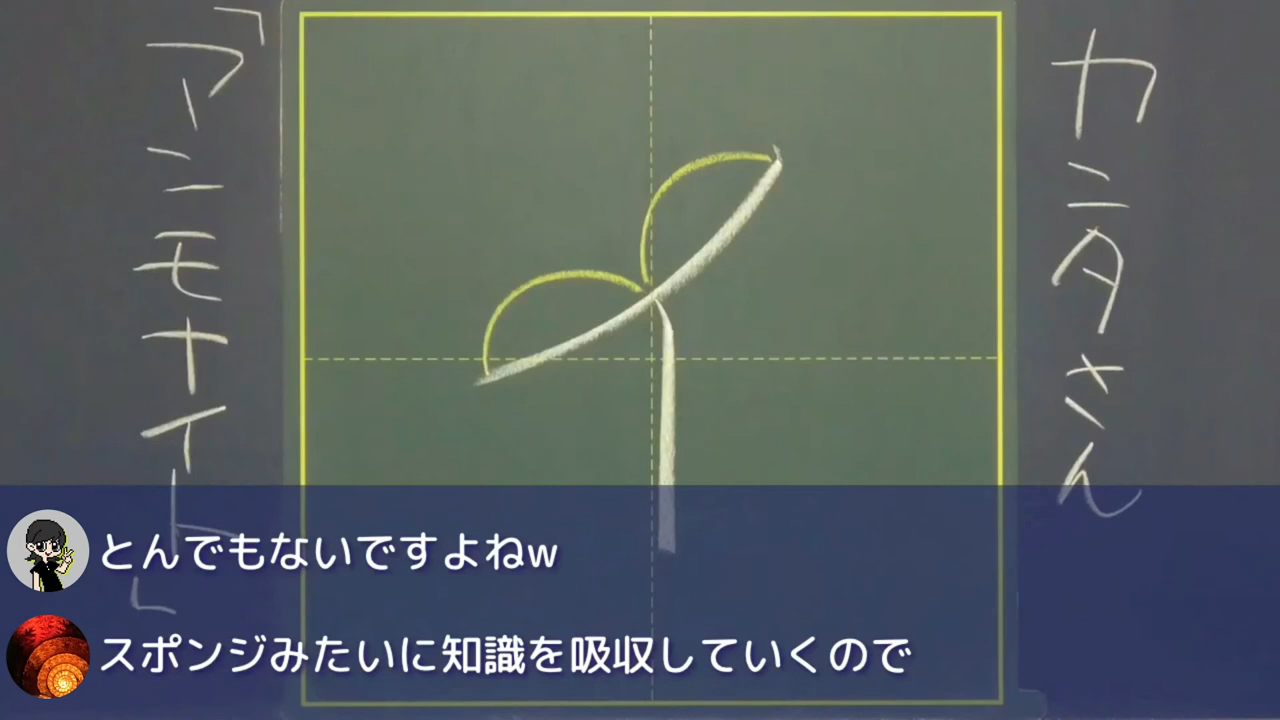 カンタさん
イ
「アンモナイト」
とんでもないですよねw
スポンジみたいに知識を吸収していくので